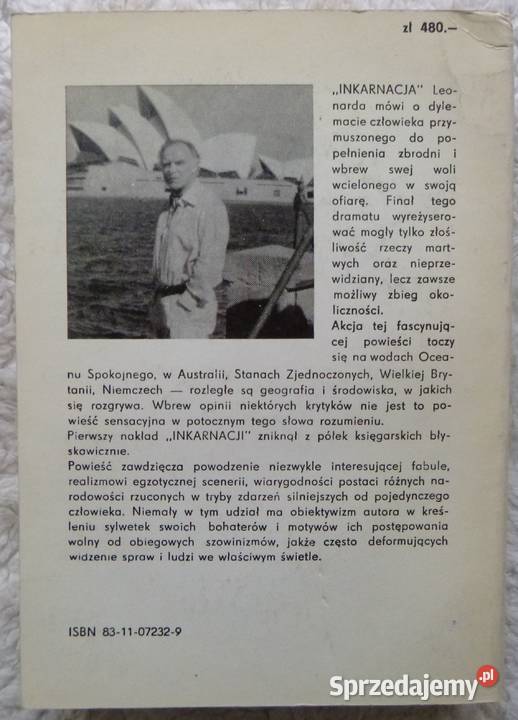 zł 480.—
„INKARNACJA" Leo-
narda mówi o dyle-
macie człowieka przy-
muszonego do po-
pełnienia zbrodni i
wbrew swej woli
wcielonego w swoją
ofiarę. Finał tego
dramatu wyreżysero-
wać mogły tylko złoś-
liwość rzeczy mart-
wych oraz nieprze-
widziany, lecz zawsze
możliwy zbieg oko-
liczności.
Akcja tej fascynują-
cej powieści toczy
się na wodach Ocea-
nu Spokojnego, w Australii, Stanach Zjednoczonych, Wielkiej Bry-
tanii, Niemczech — rozległe są geografia i środowiska, w jakich
się rozgrywa. Wbrew opinii niektórych krytyków nie jest to po-
wieść sensacyjna w potocznym tego słowa rozumieniu.
Pierwszy nakład „INKARNACJI" zniknął z półek księgarskich bły-
skawicznie.
Powieść zawdzięcza powodzenie niezwykle interesującej fabule,
realizmowi egzotycznej scenerii, wiarygodności postaci różnych na-
rodowości rzuconych w tryby zdarzeń silniejszych od pojedynczego
człowieka. Niemały w tym udział ma obiektywizm autora w kreś-
leniu sylwetek swoich bohaterów i motywów ich postępowania
wolny od obiegowych szowinizmów, jakże często deformujących
widzenie spraw i ludzi we właściwym świetle.
ISBN 83-11-07232-9
Sprzedajemy.pl